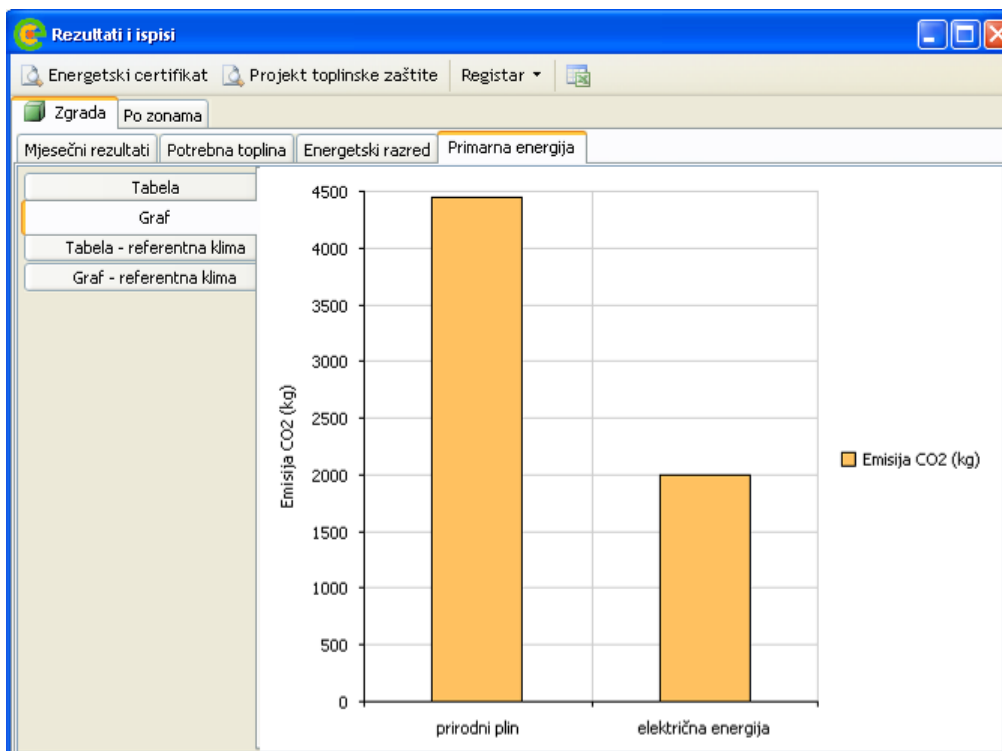 Rezultati i ispisi
Energetski certifikat Projekt toplinske zaštite Registar
Zgrada Po zonama
Mjesečni rezultati Potrebna toplina Energetski razred Primarna energija
Tabela
Graf
Tabela - referentna klima
Graf - referentna klima
Emisija CO2 (kg)
4500
4000
3500
3000
2500
2000
1500
1000
500
0
prirodni plin električna energija
Emisija CO2 (kg)